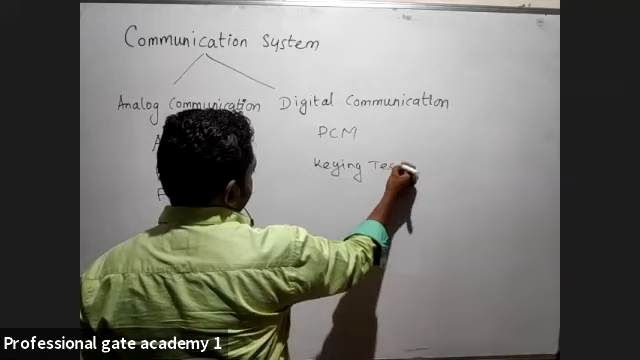 Communication System
Analog Communication Digital Communication
PCM
Keying
Professional gate academy 1